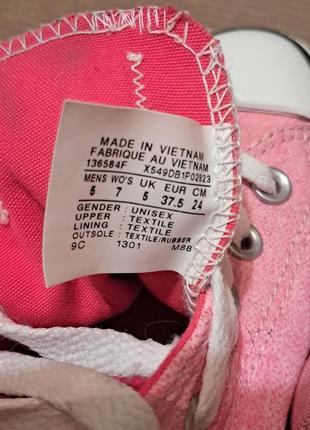 MADE IN VIETNAM
FABRIQUE AU VIETNAM
136584F X549DB1F02823
MENS WO'S UK EUR CM
5 7 5 37.5 24
GENDER : UNISEX
UPPER : TEXTILE
LINING : TEXTILE
OUTSOLE : TEXTILE/RUBBER
9C 1301 M88